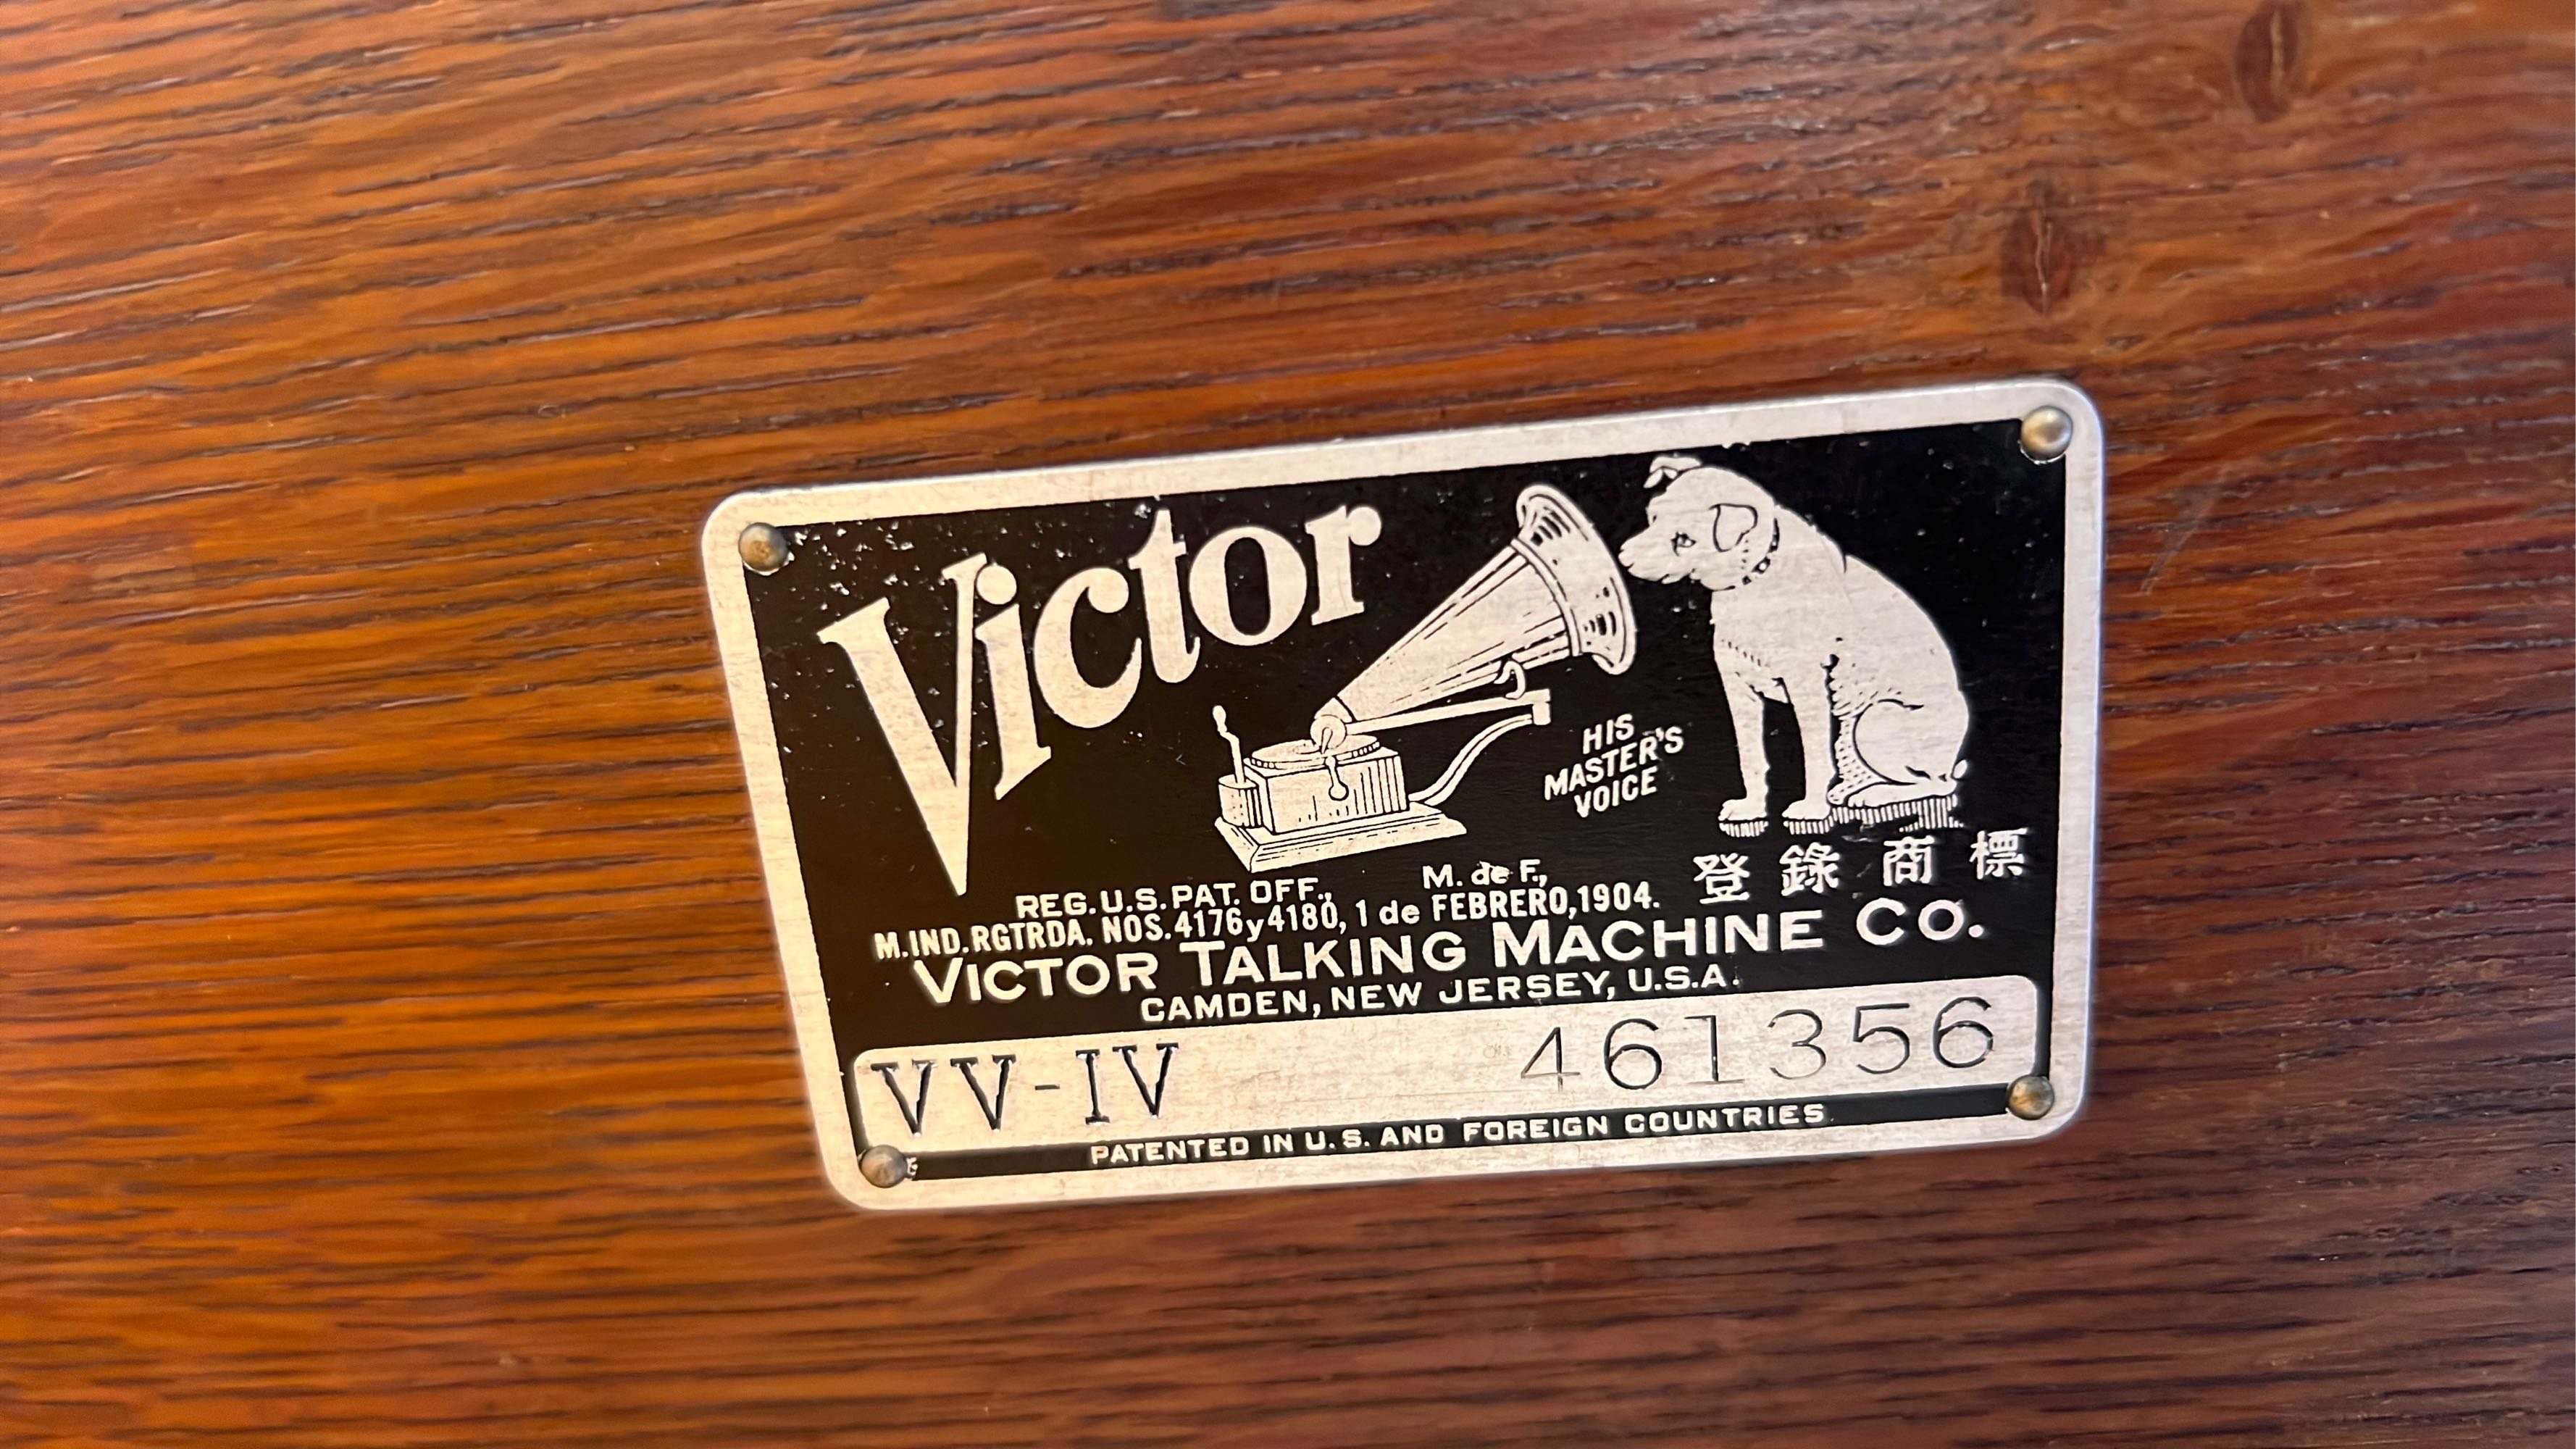 Victor
HIS
MASTER'S
VOICE
REG. U.S. PAT. OFF., M. de F.,
M.IND.RGTRDA. NOS. 4176 y 4180, 1 de FEBRERO, 1904.
登錄商標
VICTOR TALKING MACHINE CO.
CAMDEN, NEW JERSEY, U.S.A.
VV-IV 461356
PATENTED IN U.S. AND FOREIGN COUNTRIES